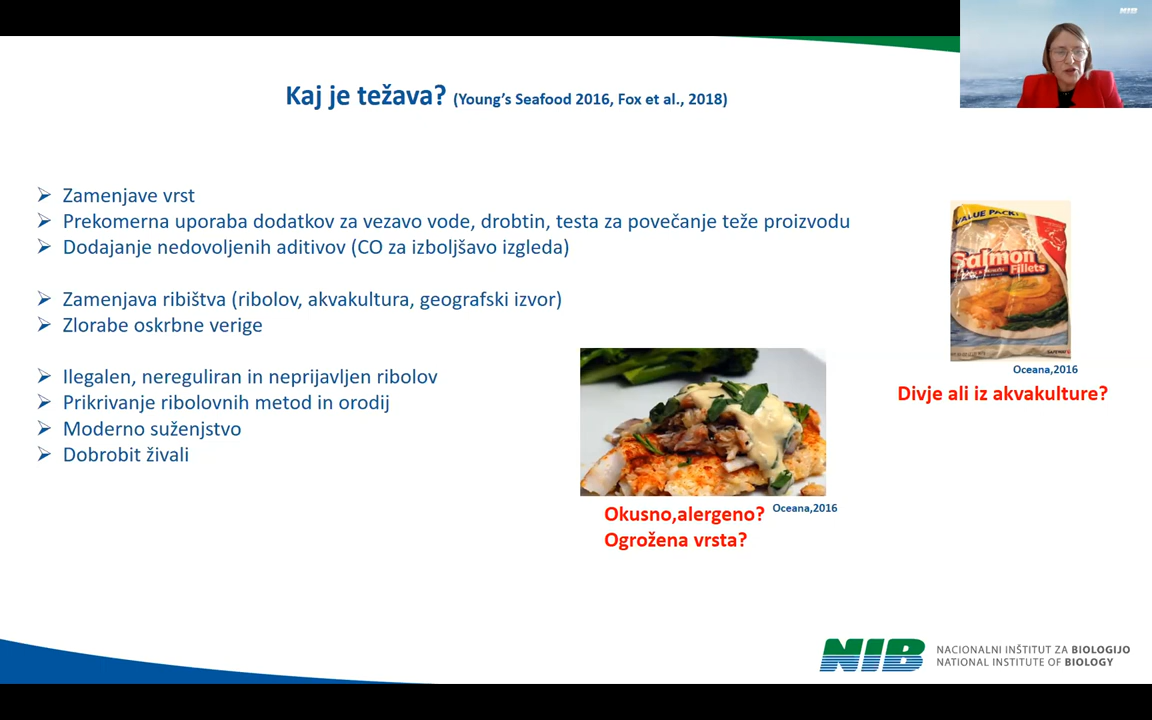 NIB
Kaj je težava? (Young's Seafood 2016, Fox et al., 2018)
Zamenjave vrst
Prekomerna uporaba dodatkov za vezavo vode, drobtin, testa za povečanje teže proizvodu
Dodajanje nedovoljenih aditivov (CO za izboljšavo izgleda)
Zamenjava ribištva (ribolov, akvakultura, geografski izvor)
Zlorabe oskrbne verige
Ilegalen, nereguliran in neprijavljen ribolov
Prikrivanje ribolovnih metod in orodij
Moderno suženjstvo
Dobrobit živali
VALUE PACK!
Salmon
Fillets
Oceana,2016
Divje ali iz akvakulture?
Okusno,alergeno?
Oceana,2016
Ogrožena vrsta?
NIB
NACIONALNI INŠTITUT ZA BIOLOGIJO
NATIONAL INSTITUTE OF BIOLOGY